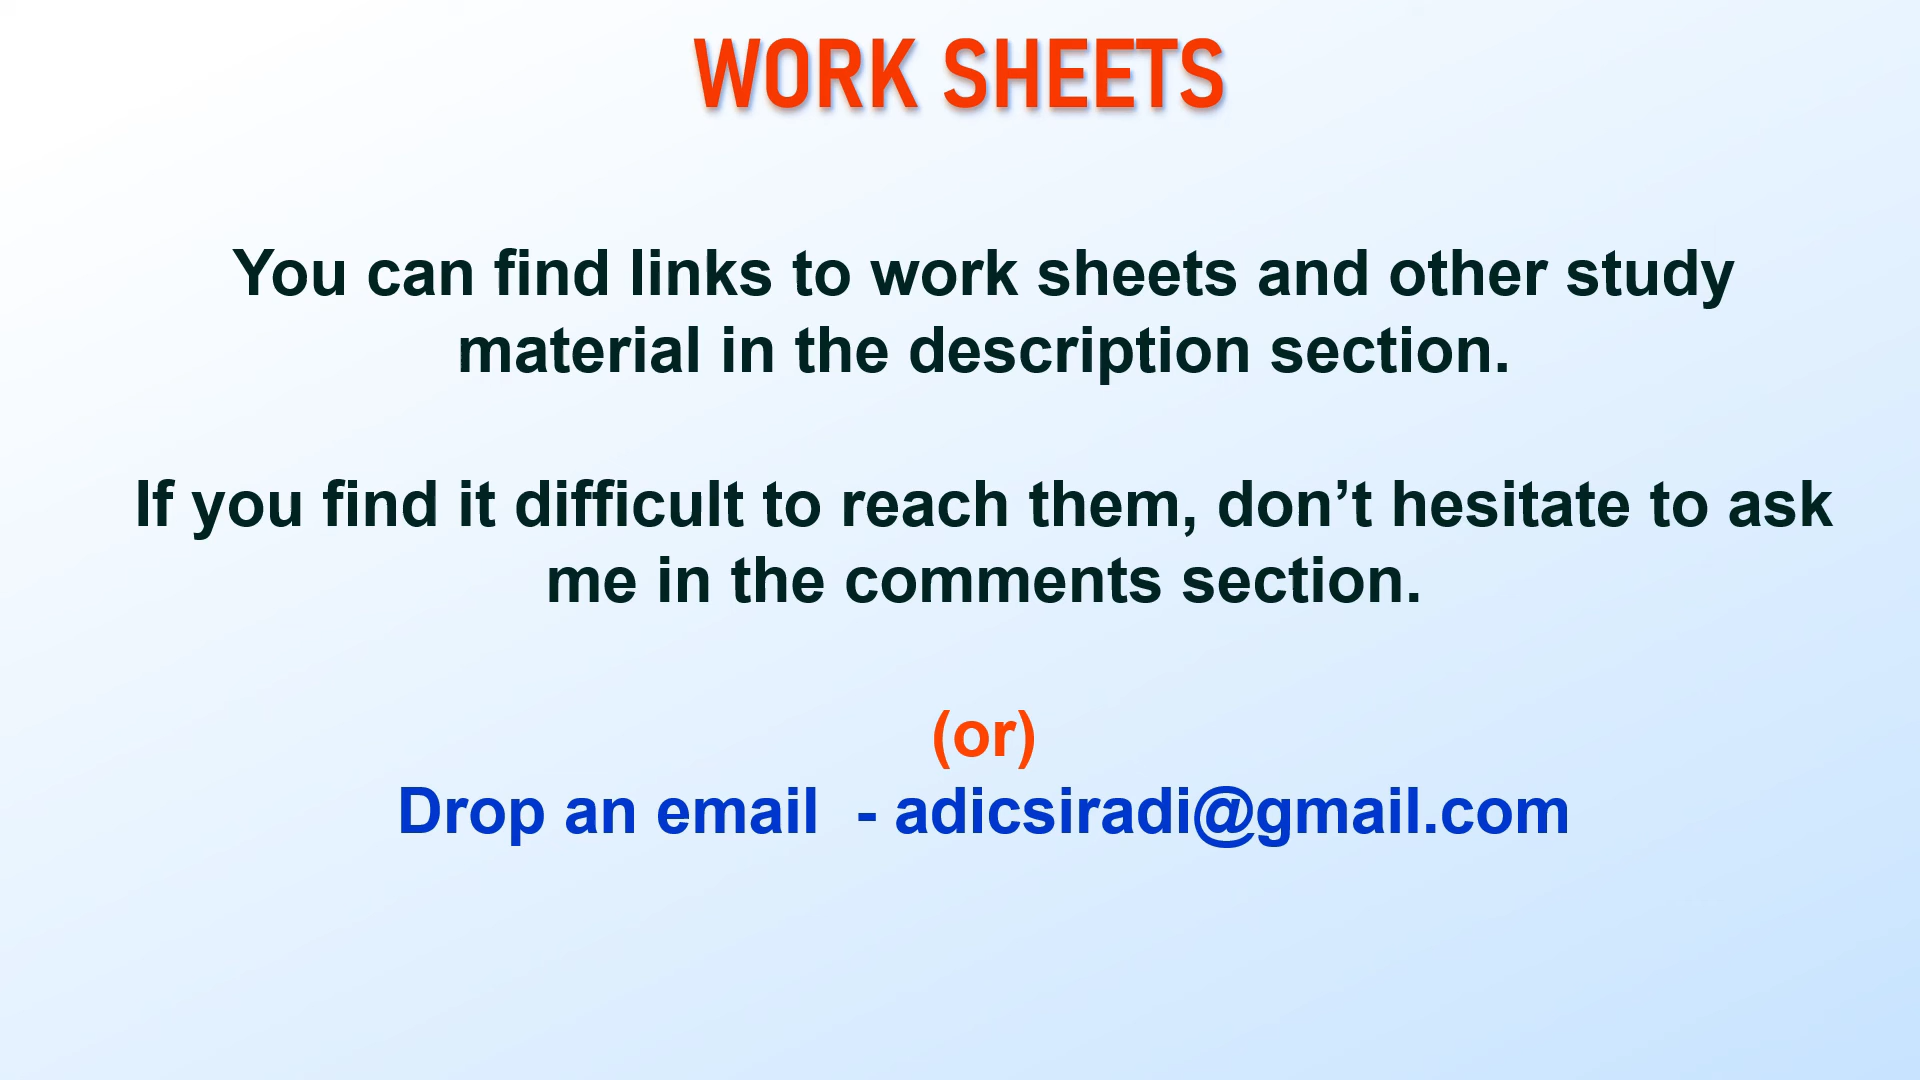 WORK SHEETS
You can find links to work sheets and other study
material in the description section.
If you find it difficult to reach them, don’t hesitate to ask
me in the comments section.
(or)
Drop an email  - adicsiradi@gmail.com